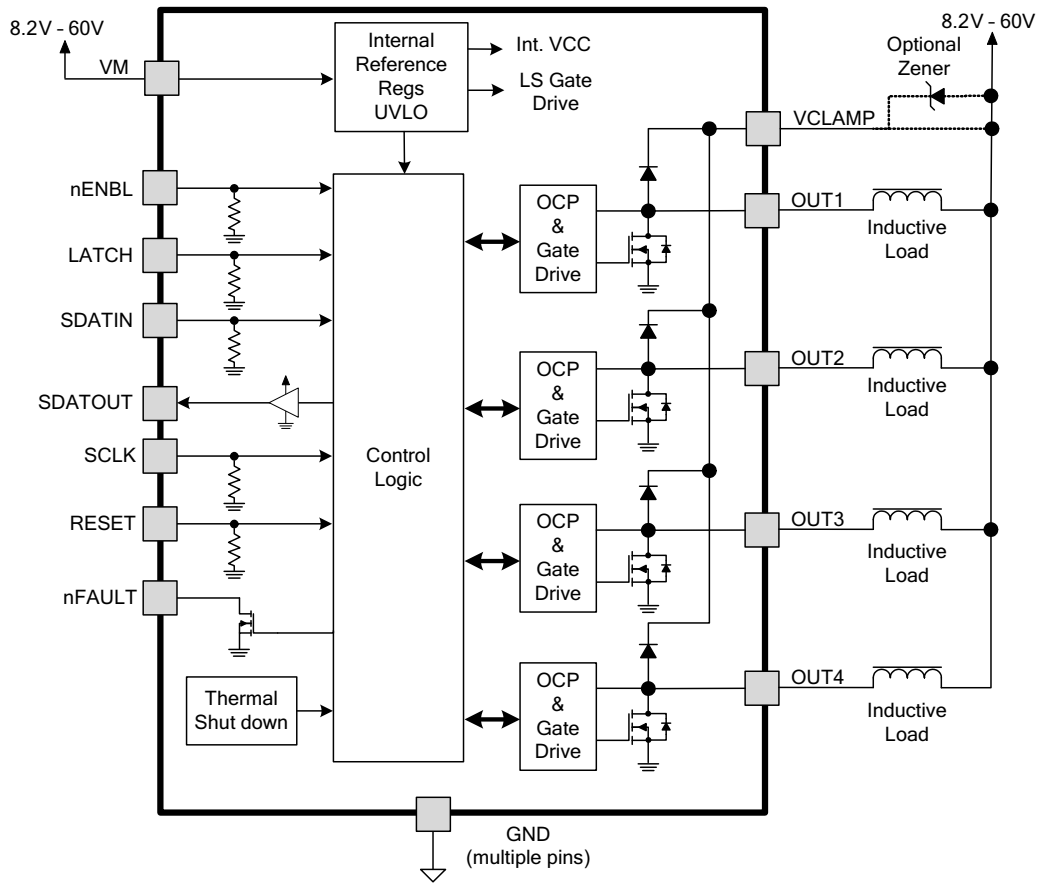 8.2V - 60V
VM
Internal
Reference
Regs
UVLO
Int. VCC
LS Gate
Drive
8.2V - 60V
Optional
Zener
VCLAMP
nENBL
LATCH
SDATIN
SDATOUT
SCLK
RESET
nFAULT
Thermal
Shut down
Control
Logic
OCP
&
Gate
Drive
OUT1
Inductive
Load
OCP
&
Gate
Drive
OUT2
Inductive
Load
OCP
&
Gate
Drive
OUT3
Inductive
Load
OCP
&
Gate
Drive
OUT4
Inductive
Load
GND
(multiple pins)